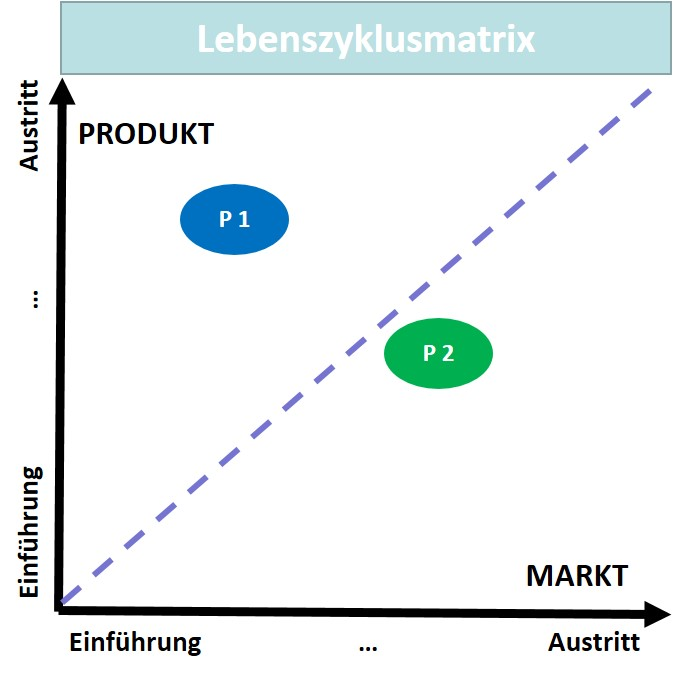 Lebenszyklusmatrix
Austritt
PRODUKT
P 1
...
P 2
Einführung
MARKT
Einführung
...
Austritt